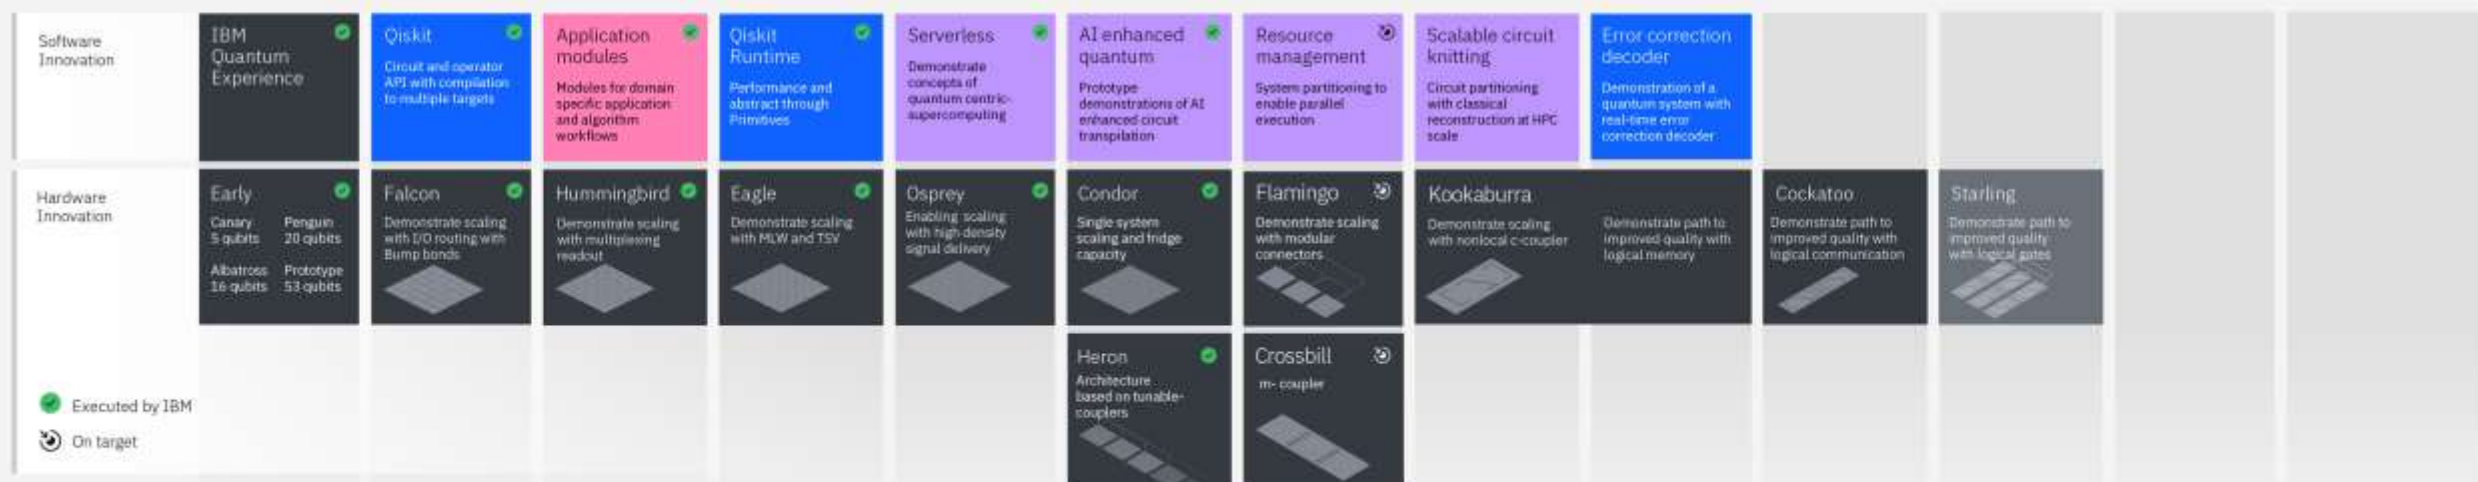 Software
Innovation
IBM
Quantum
Experience
Qiskit
Circuit and operator
API with compilation
to multiple targets
Application
modules
Modules for domain
specific application
and algorithm
workflows
Qiskit
Runtime
Performance and
abstract through
Primitives
Serverless
Demonstrate
concepts of
quantum centric-
supercomputing
AI enhanced
quantum
Prototype
demonstrations of AI
enhanced circuit
transpilation
Resource
management
System partitioning to
enable parallel
execution
Scalable circuit
knitting
Circuit partitioning
with classical
reconstruction at HPC
scale
Error correction
decoder
Demonstration of a
quantum system with
real-time error
correction decoder
Hardware
Innovation
Early
Canary
5 qubits
Penguin
20 qubits
Albatross
16 qubits
Prototype
53 qubits
Falcon
Demonstrate scaling
with I/O routing with
Bump bonds
Hummingbird
Demonstrate scaling
with multiplexing
readout
Eagle
Demonstrate scaling
with MLW and TSV
Osprey
Enabling scaling
with high density
signal delivery
Condor
Single system
scaling and fridge
capacity
Flamingo
Demonstrate scaling
with modular
connectors
Kookaburra
Demonstrate scaling
with nonlocal c-coupler
Demonstrate path to
improved quality with
logical memory
Cockatoo
Demonstrate path to
improved quality with
logical communication
Starling
Demonstrate path to
improved quality
with logical gates
Heron
Architecture
based on tunable-
couplers
Crossbill
m- coupler
Executed by IBM
On target